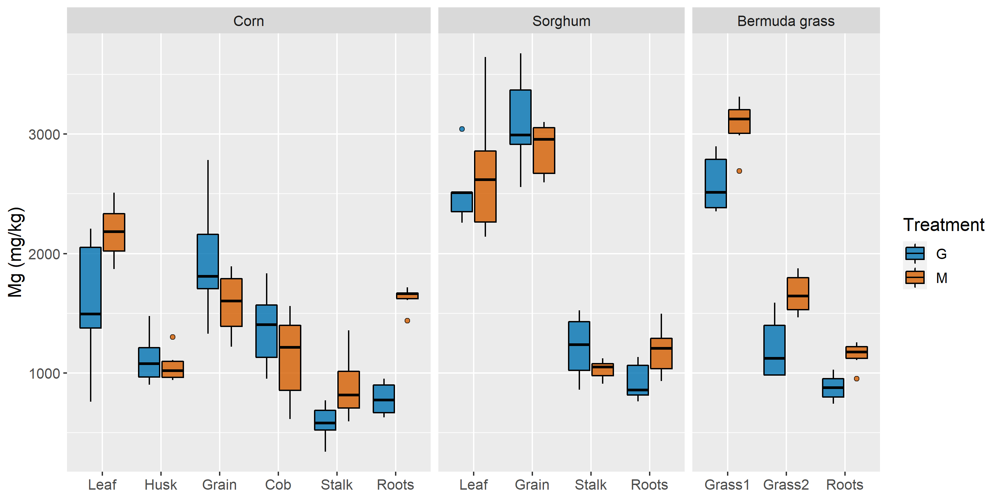 Corn
Sorghum
Bermuda grass
Mg (mg/kg)
3000
2000
1000
Leaf Husk Grain Cob Stalk Roots
Leaf Grain Stalk Roots
Grass1 Grass2 Roots
Treatment
G
M